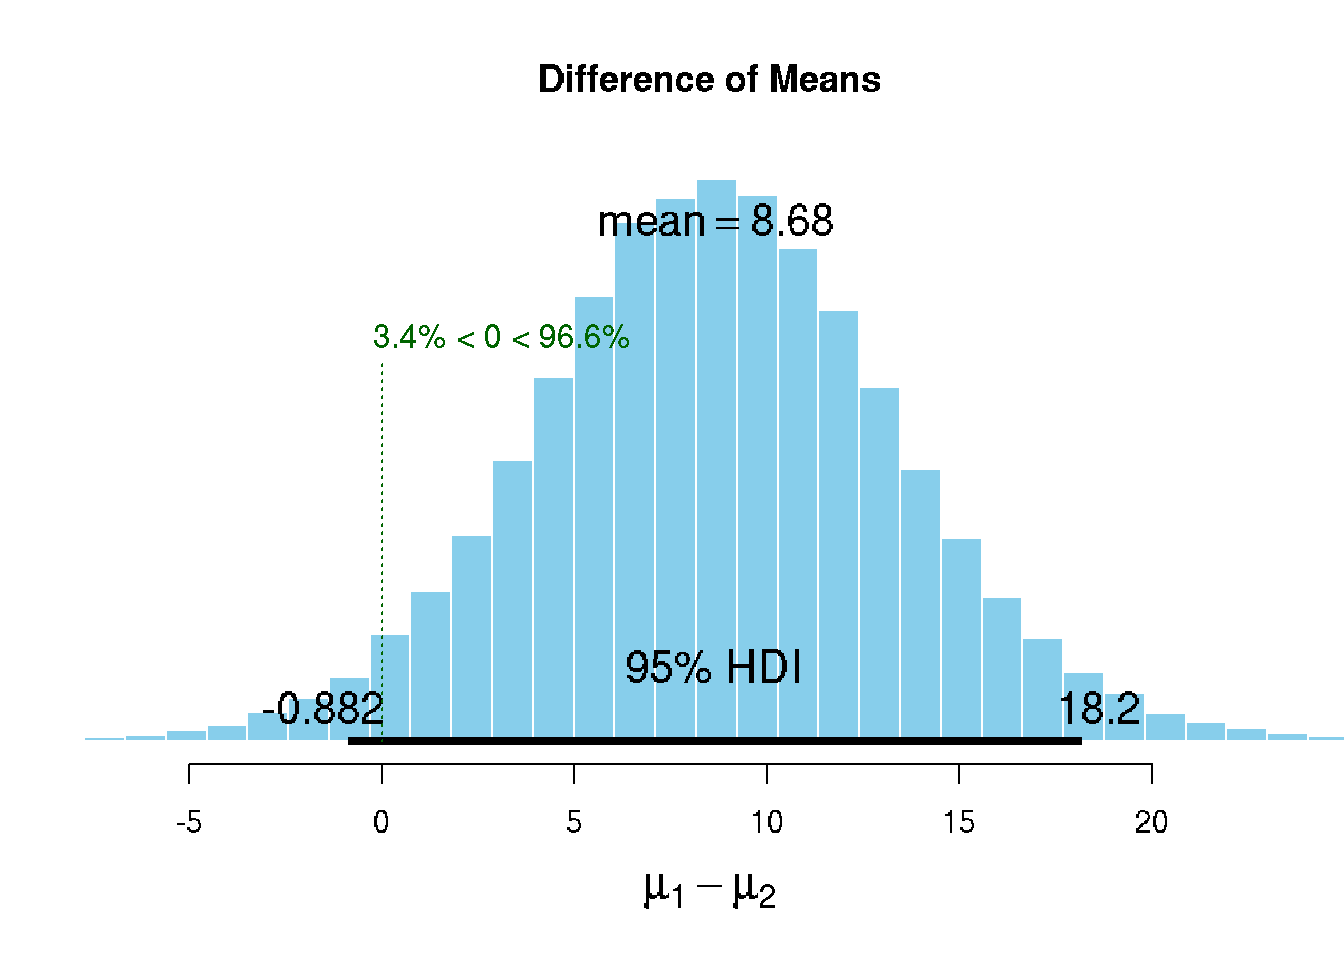 Difference of Means
mean = 8.68
3.4% < 0 < 96.6%
95% HDI
-0.882 18.2
-5 0 5 10 15 20
μ₁ − μ₂